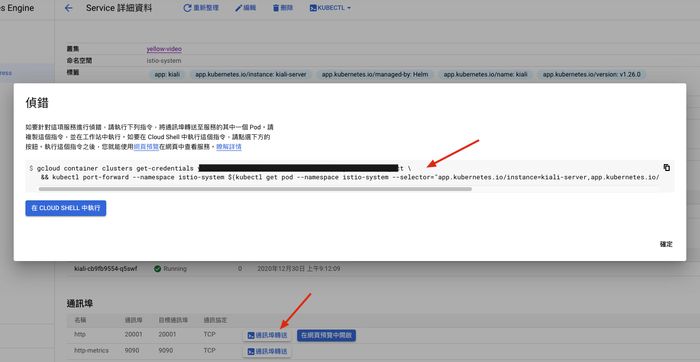 es Engine
Service 詳細資料
重新整理
編輯
刪除
KUBECTL
叢集
yellow-video
命名空間
istio-system
標籤
app: kiali
app.kubernetes.io/instance: kiali-server
app.kubernetes.io/managed-by: Helm
app.kubernetes.io/name: kiali
app.kubernetes.io/version: v1.26.0
ress
偵錯
如要針對這項服務進行偵錯，請執行下列指令，將通訊埠轉送至服務的其中一個 Pod。請
複製這個指令，並在工作站中執行。如要在 Cloud Shell 中執行這個指令，請點選下方的
按鈕。執行這個指令之後，您就能使用網頁預覽在網頁中查看服務。瞭解詳情
$ gcloud container clusters get-credentials
t \
&& kubectl port-forward --namespace istio-system $(kubectl get pod --namespace istio-system --selector="app.kubernetes.io/instance=kiali-server,app.kubernetes.io/
在 CLOUD SHELL 中執行
確定
kiali-cb9fb9554-q5swf
Running
0
2020年12月30日 上午9:12:09
通訊埠
名稱 通訊埠 目標通訊埠 通訊協定
http 20001 20001 TCP 通訊埠轉送 在網頁預覽中開啟
http-metrics 9090 9090 TCP 通訊埠轉送